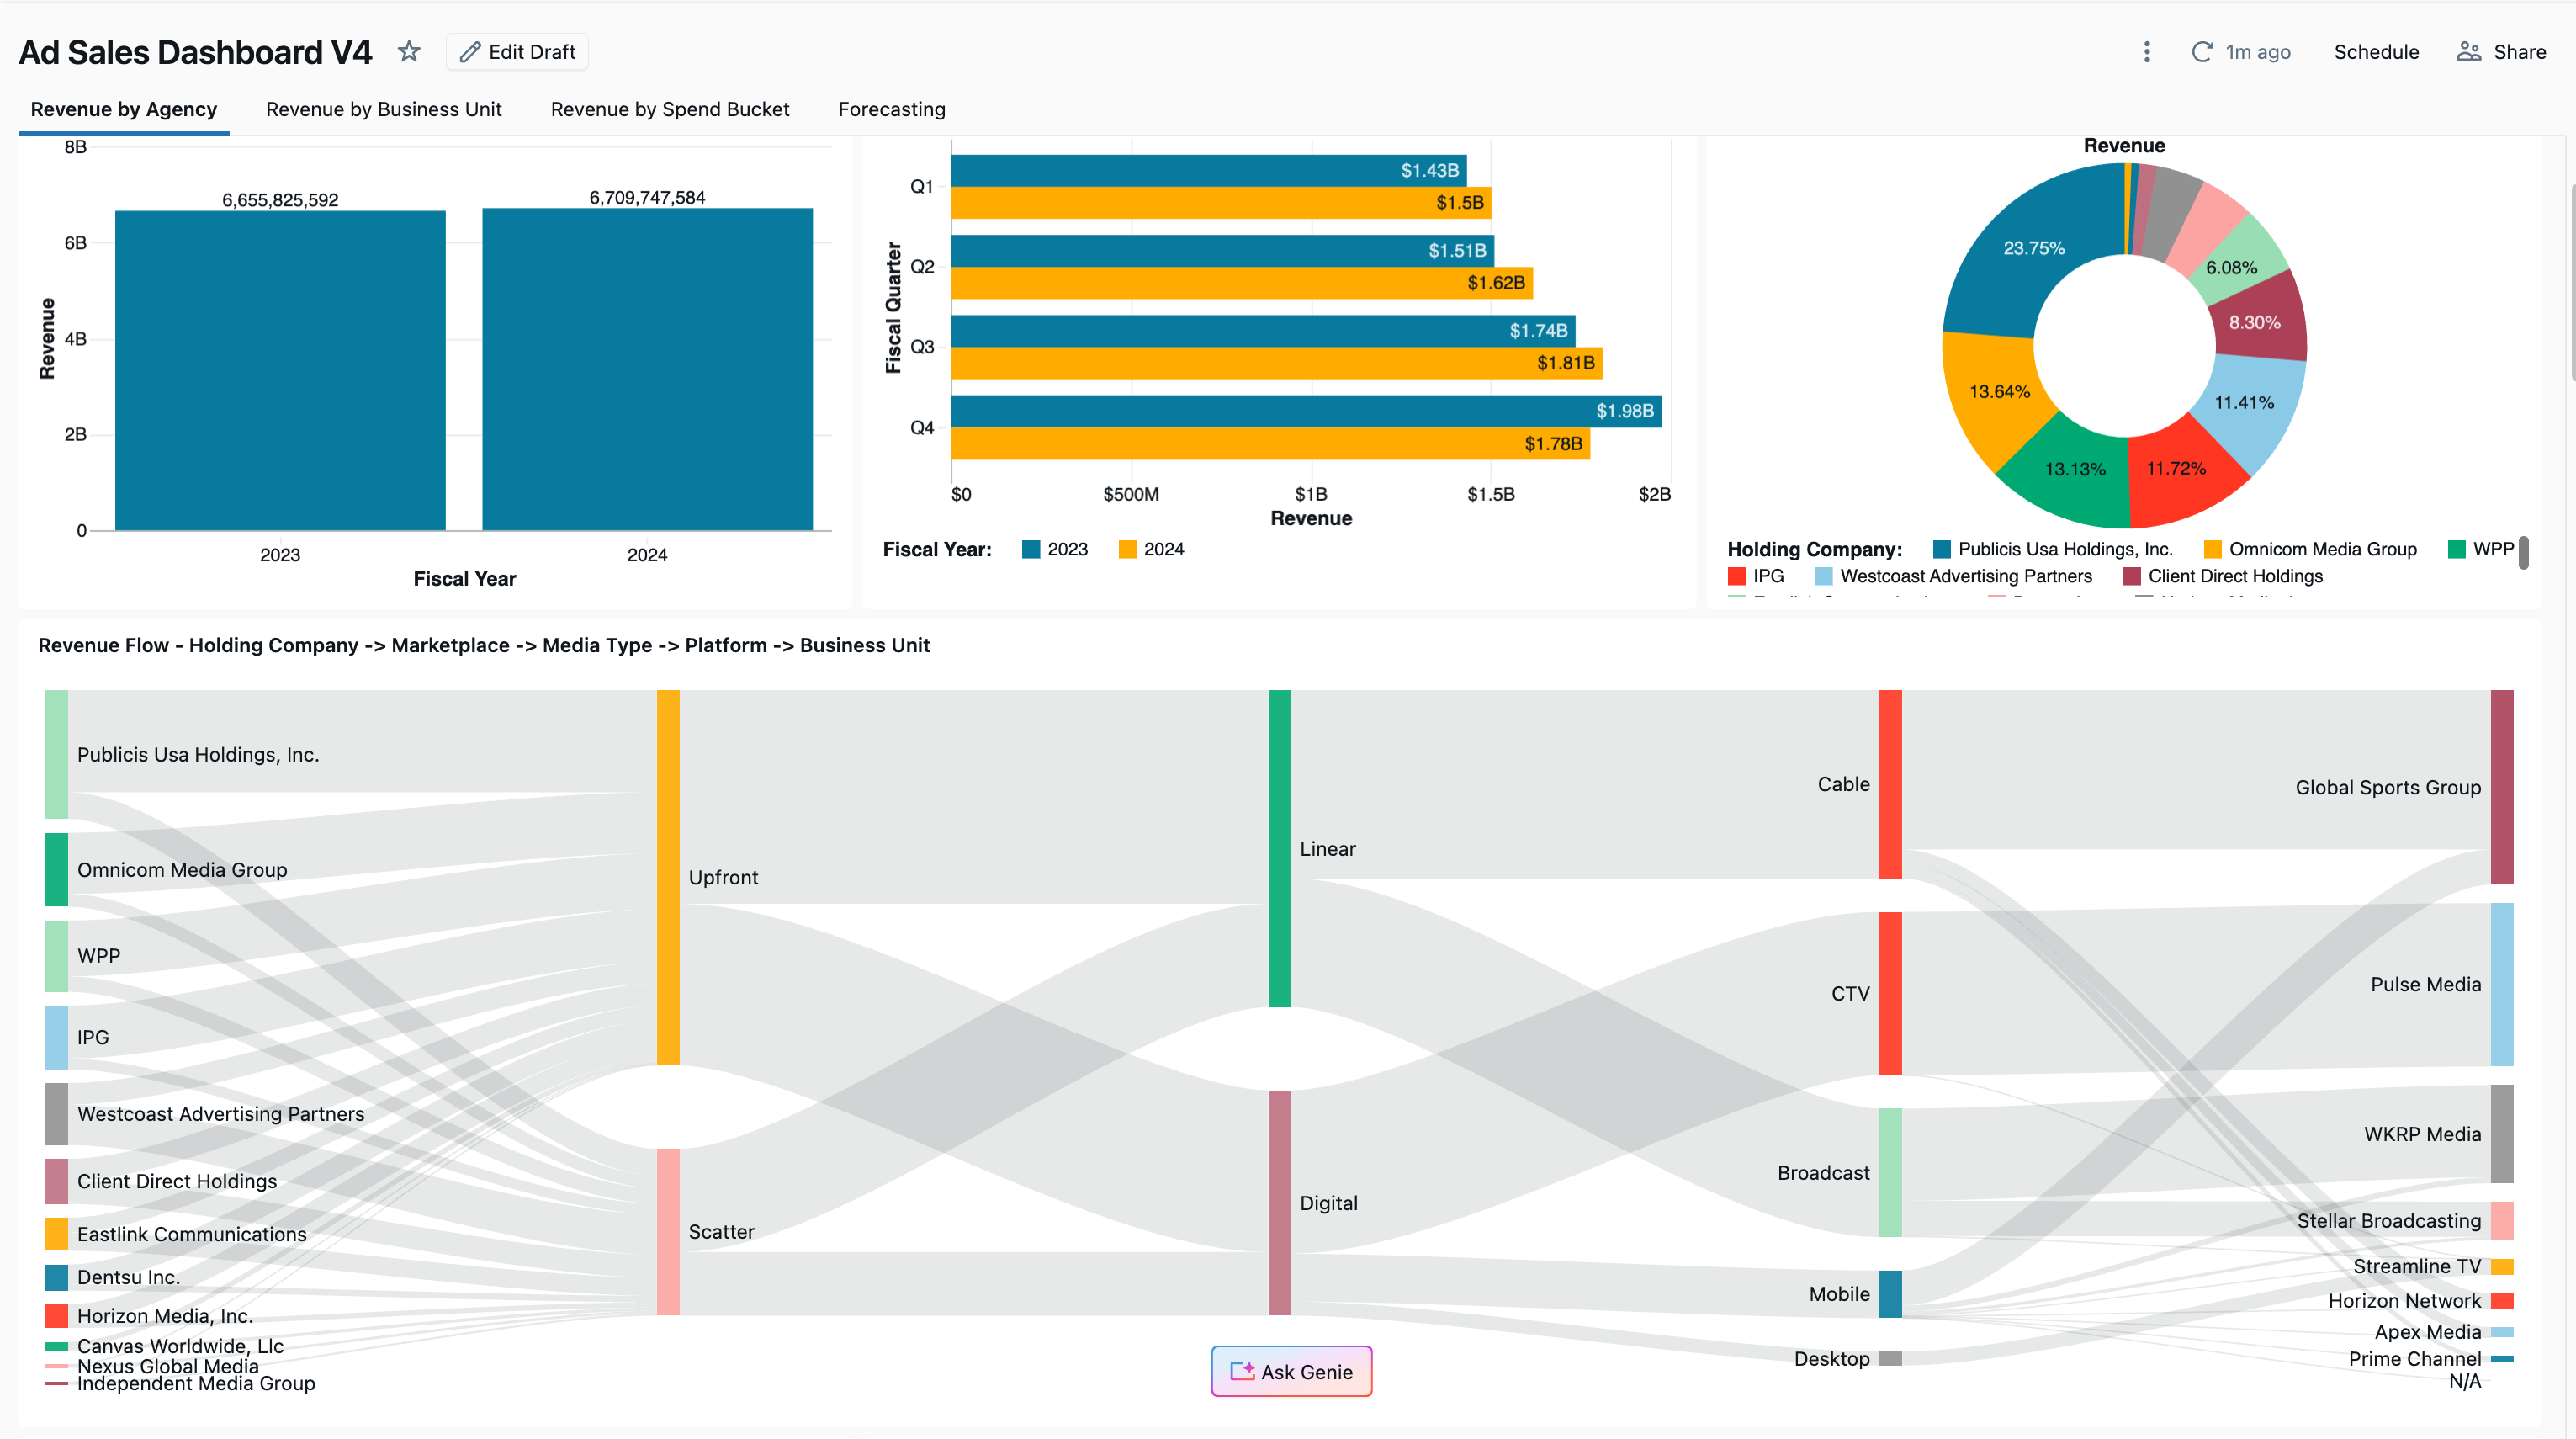 Ad Sales Dashboard V4
Edit Draft
1m ago
Schedule
Share
Revenue by Agency
Revenue by Business Unit
Revenue by Spend Bucket
Forecasting
8B
6B
4B
2B
0
Revenue
6,655,825,592
6,709,747,584
2023
2024
Fiscal Year
Fiscal Quarter
Q1
$1.43B
$1.5B
Q2
$1.51B
$1.62B
Q3
$1.74B
$1.81B
Q4
$1.98B
$1.78B
$0
$500M
$1B
$1.5B
$2B
Revenue
Fiscal Year: 2023 2024
Revenue
23.75%
6.08%
8.30%
13.64%
11.41%
13.13%
11.72%
Holding Company: Publicis Usa Holdings, Inc. Omnicom Media Group WPP
IPG Westcoast Advertising Partners Client Direct Holdings
Revenue Flow - Holding Company -> Marketplace -> Media Type -> Platform -> Business Unit
Publicis Usa Holdings, Inc.
Omnicom Media Group
WPP
IPG
Westcoast Advertising Partners
Client Direct Holdings
Eastlink Communications
Dentsu Inc.
Horizon Media, Inc.
Canvas Worldwide, Llc
Nexus Global Media
Independent Media Group
Upfront
Scatter
Linear
Digital
Cable
CTV
Broadcast
Mobile
Desktop
Global Sports Group
Pulse Media
WKRP Media
Stellar Broadcasting
Streamline TV
Horizon Network
Apex Media
Prime Channel
N/A
Ask Genie